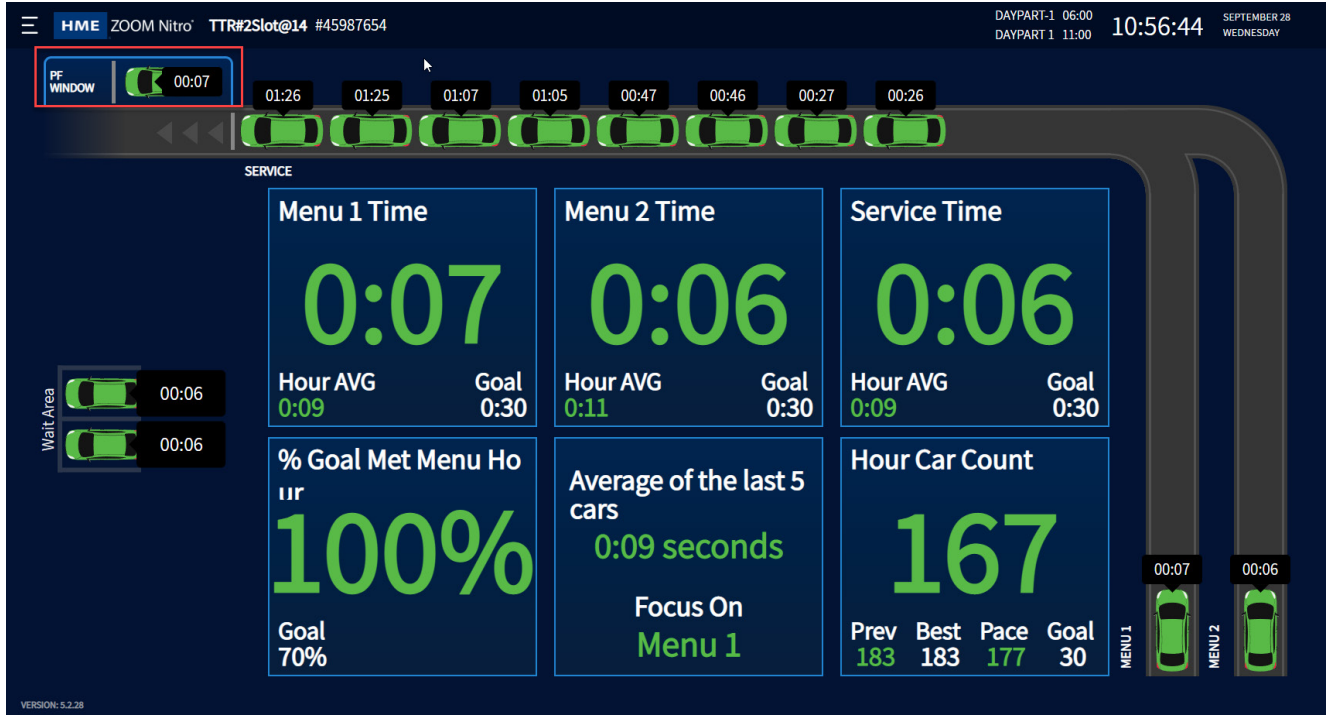 HME ZOOM Nitro® TTR#2Slot@14 #45987654
DAYPART-1 06:00
DAYPART 1 11:00
10:56:44
SEPTEMBER 28
WEDNESDAY
PF
WINDOW
00:07
01:26 01:25 01:07 01:05 00:47 00:46 00:27 00:26
SERVICE
Menu 1 Time
0:07
Hour AVG Goal
0:09 0:30
Menu 2 Time
0:06
Hour AVG Goal
0:11 0:30
Service Time
0:06
Hour AVG Goal
0:09 0:30
Wait Area
00:06
00:06
% Goal Met Menu Ho
ur
100%
Goal
70%
Average of the last 5
cars
0:09 seconds
Focus On
Menu 1
Hour Car Count
167
Prev Best Pace Goal
183 183 177 30
00:07 00:06
MENU 1
MENU 2
VERSION: 5.2.28